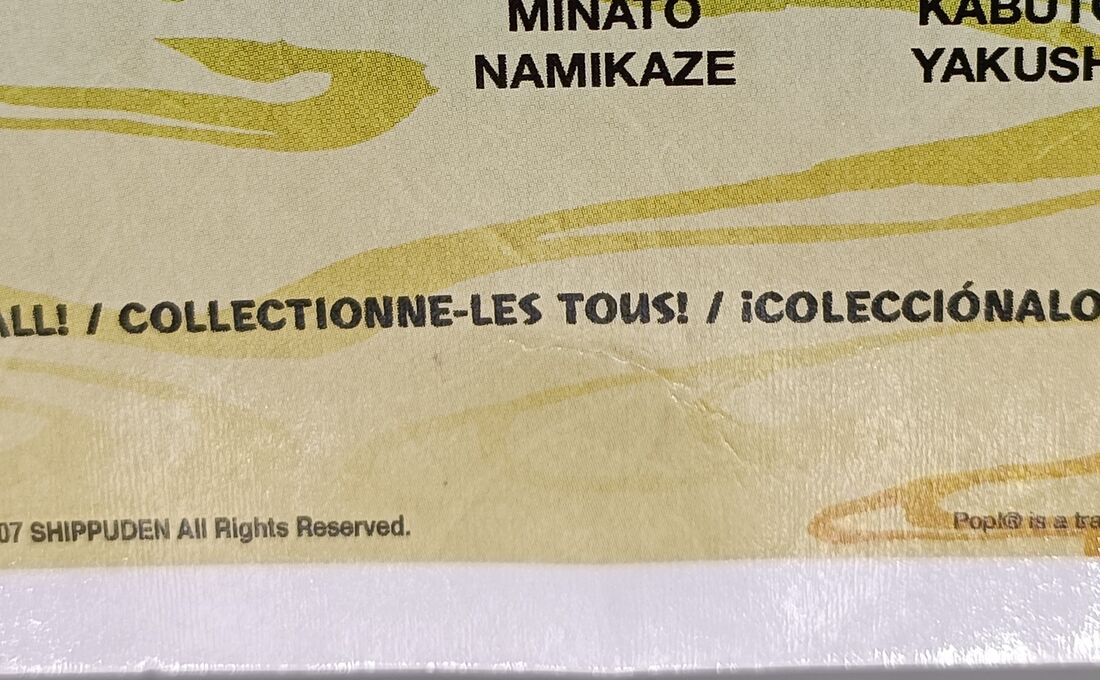 MINATO KABUTO
NAMIKAZE YAKUSH
ALL! / COLLECTIONNE-LES TOUS! / ¡COLECCIÓNALO
07 SHIPPUDEN All Rights Reserved.
Pop!® is a tra